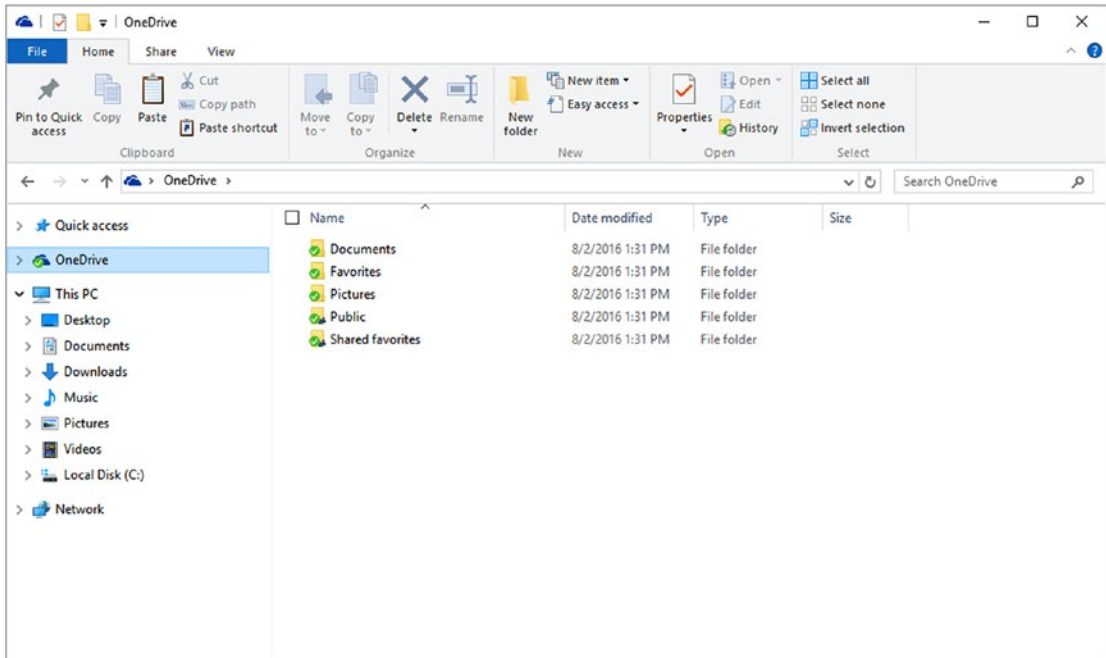 OneDrive
File Home Share View
Pin to Quick access
Copy
Paste
Cut
Copy path
Paste shortcut
Clipboard
Move to
Copy to
Delete
Rename
Organize
New folder
New item
Easy access
New
Properties
Open
Edit
History
Open
Select all
Select none
Invert selection
Select
OneDrive
Search OneDrive
Quick access
OneDrive
This PC
Desktop
Documents
Downloads
Music
Pictures
Videos
Local Disk (C:)
Network
Name Date modified Type Size
Documents 8/2/2016 1:31 PM File folder
Favorites 8/2/2016 1:31 PM File folder
Pictures 8/2/2016 1:31 PM File folder
Public 8/2/2016 1:31 PM File folder
Shared favorites 8/2/2016 1:31 PM File folder